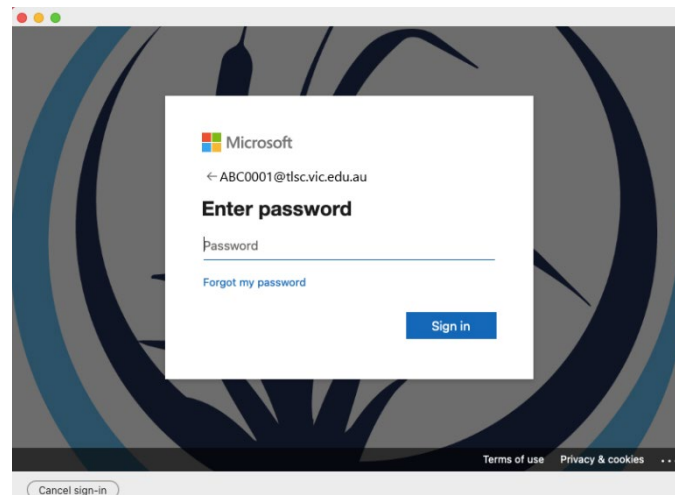 Microsoft
← ABC0001@tlsc.vic.edu.au
Enter password
Password
Forgot my password
Sign in
Terms of use Privacy & cookies ..
Cancel sign-in